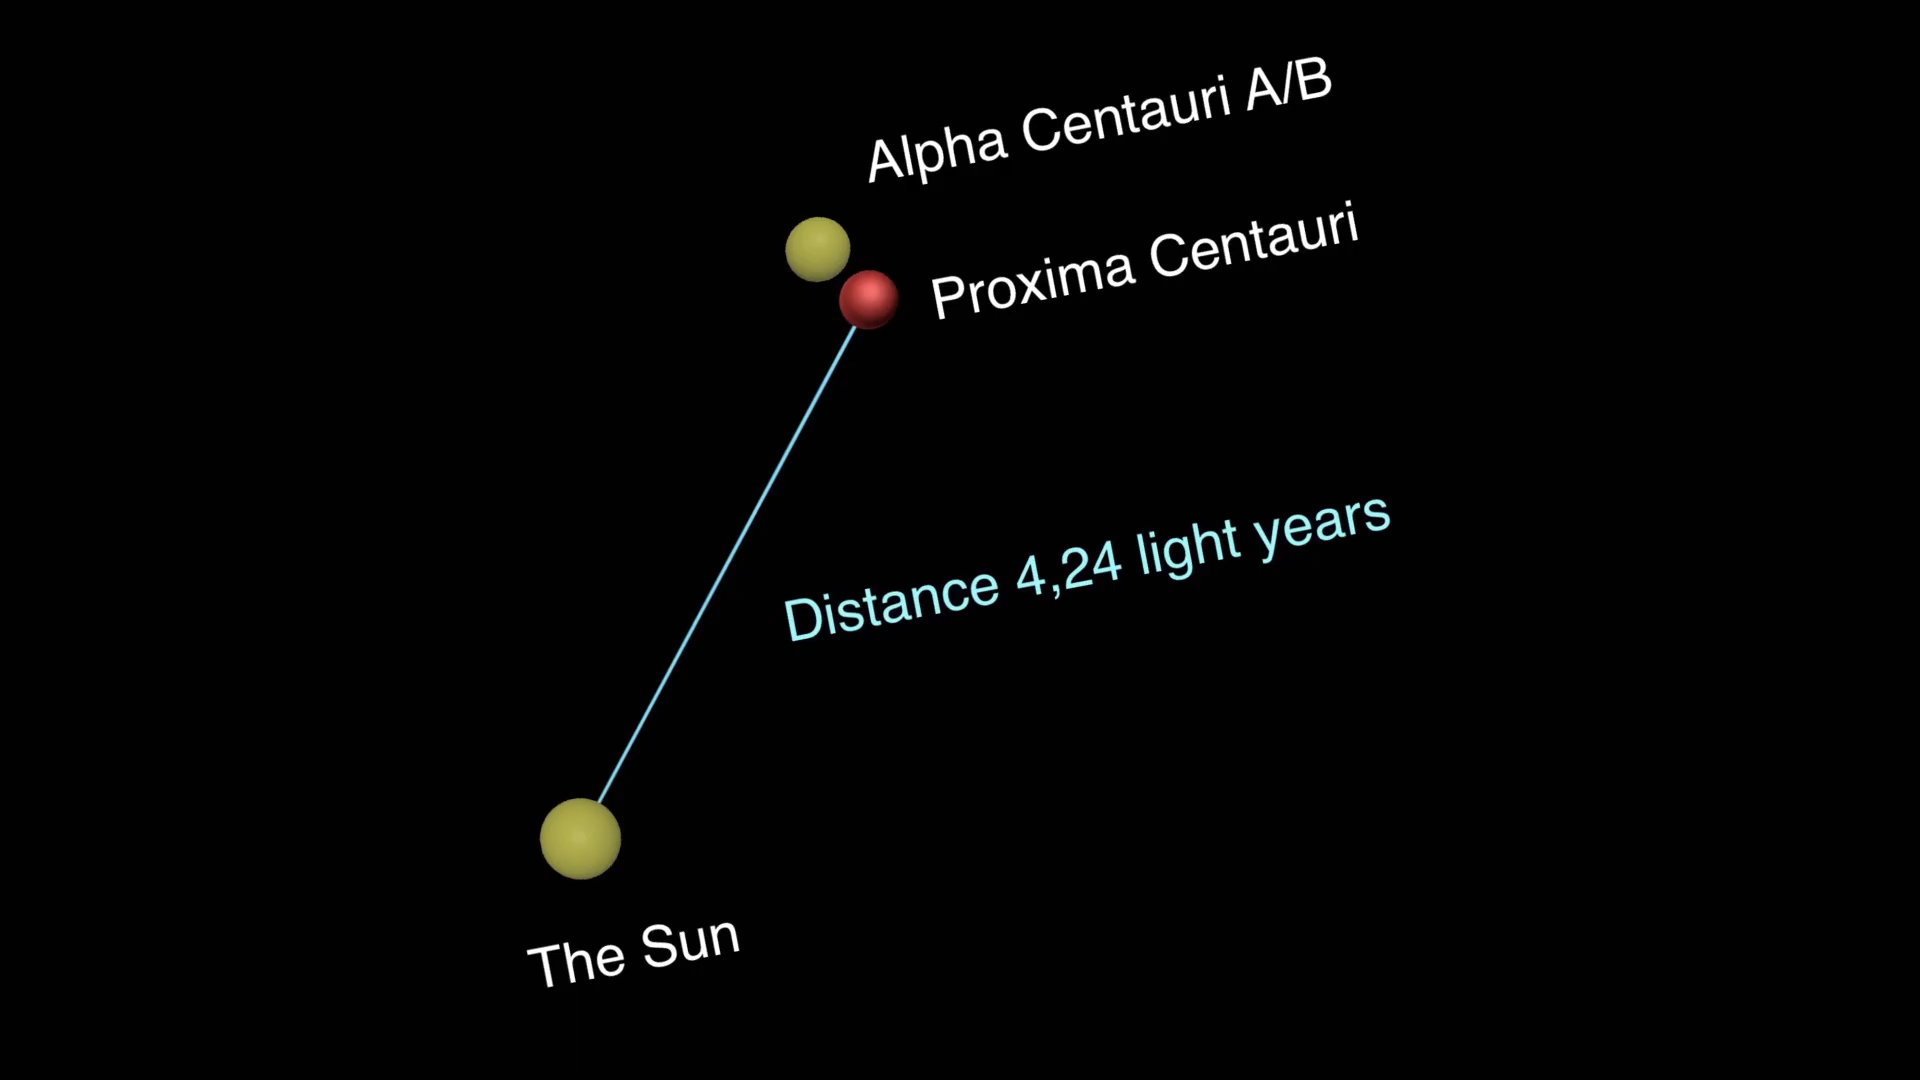 Alpha Centauri A/B
Proxima Centauri
Distance 4,24 light years
The Sun